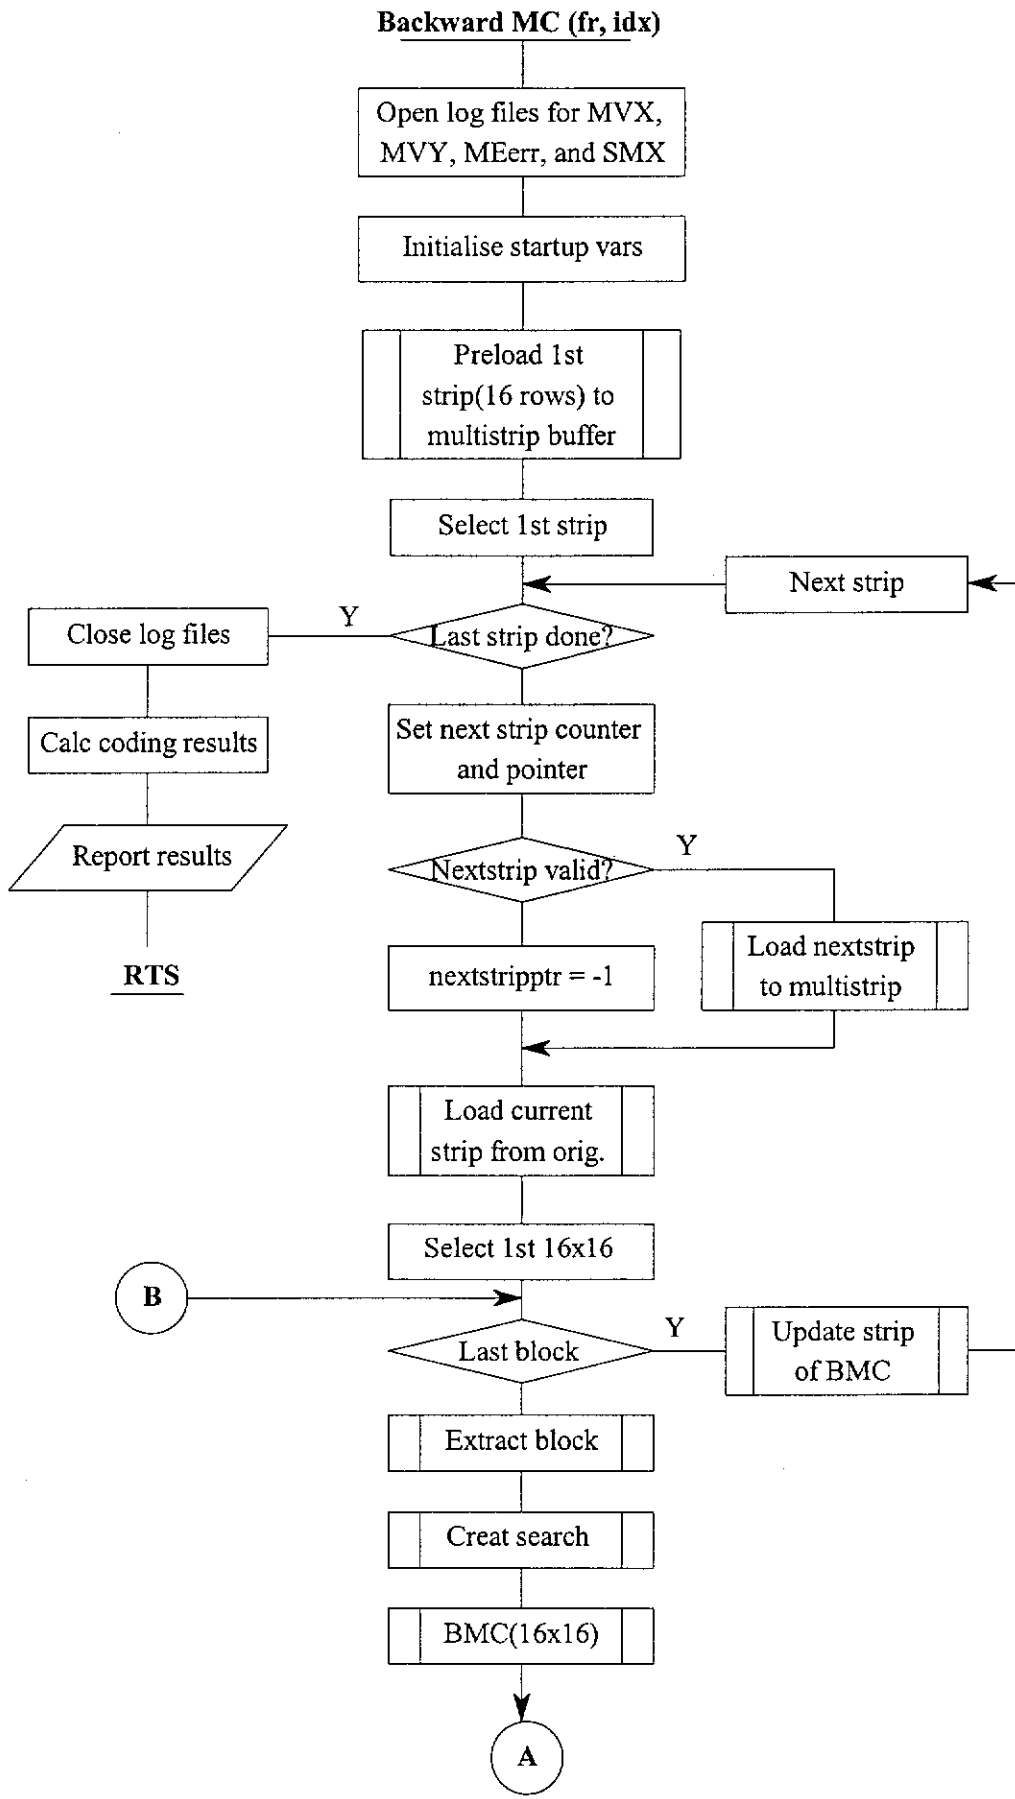 Backward MC (fr, idx)
Open log files for MVX,
MVY, MEerr, and SMX
Initialise startup vars
Preload 1st
strip(16 rows) to
multistrip buffer
Select 1st strip
Next strip
Last strip done?
Y
Close log files
Calc coding results
Report results
RTS
Set next strip counter
and pointer
Nextstrip valid?
Y
nextstripptr = -1
Load nextstrip
to multistrip
Load current
strip from orig.
Select 1st 16x16
B
Last block
Y
Update strip
of BMC
Extract block
Creat search
BMC(16x16)
A